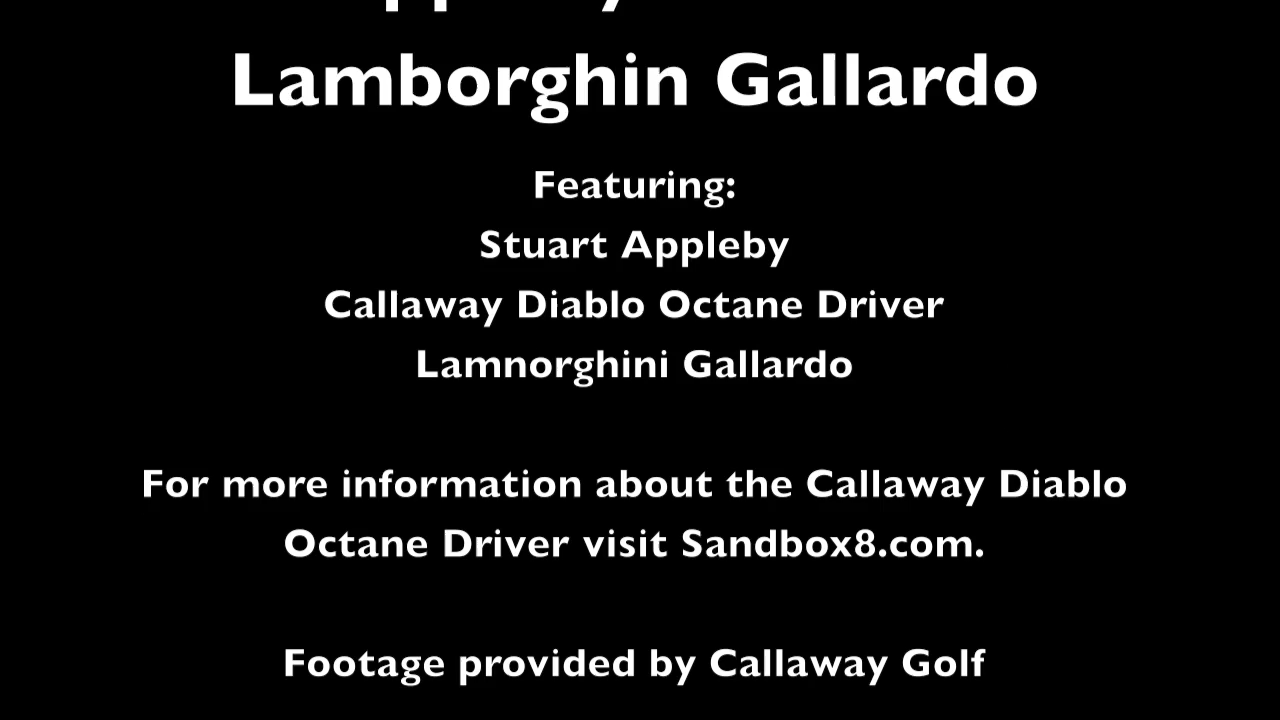 Lamborghin Gallardo
Featuring:
Stuart Appleby
Callaway Diablo Octane Driver
Lamnorghini Gallardo
For more information about the Callaway Diablo
Octane Driver visit Sandbox8.com.
Footage provided by Callaway Golf